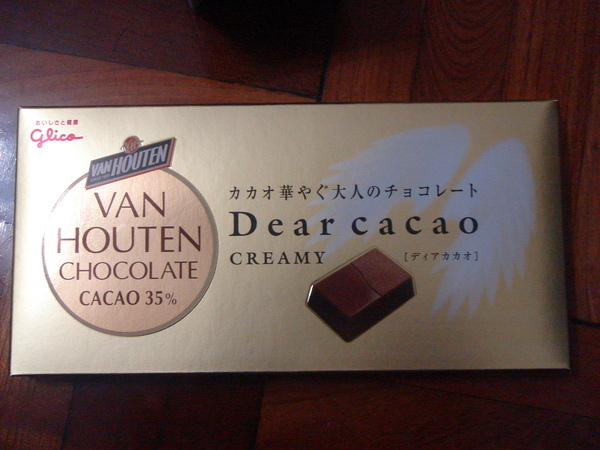 おいしさと健康
Glico
VAN HOUTEN
VAN
HOUTEN
CHOCOLATE
CACAO 35%
カカオ華やぐ大人のチョコレート
Dear cacao
CREAMY
[ディアカカオ]